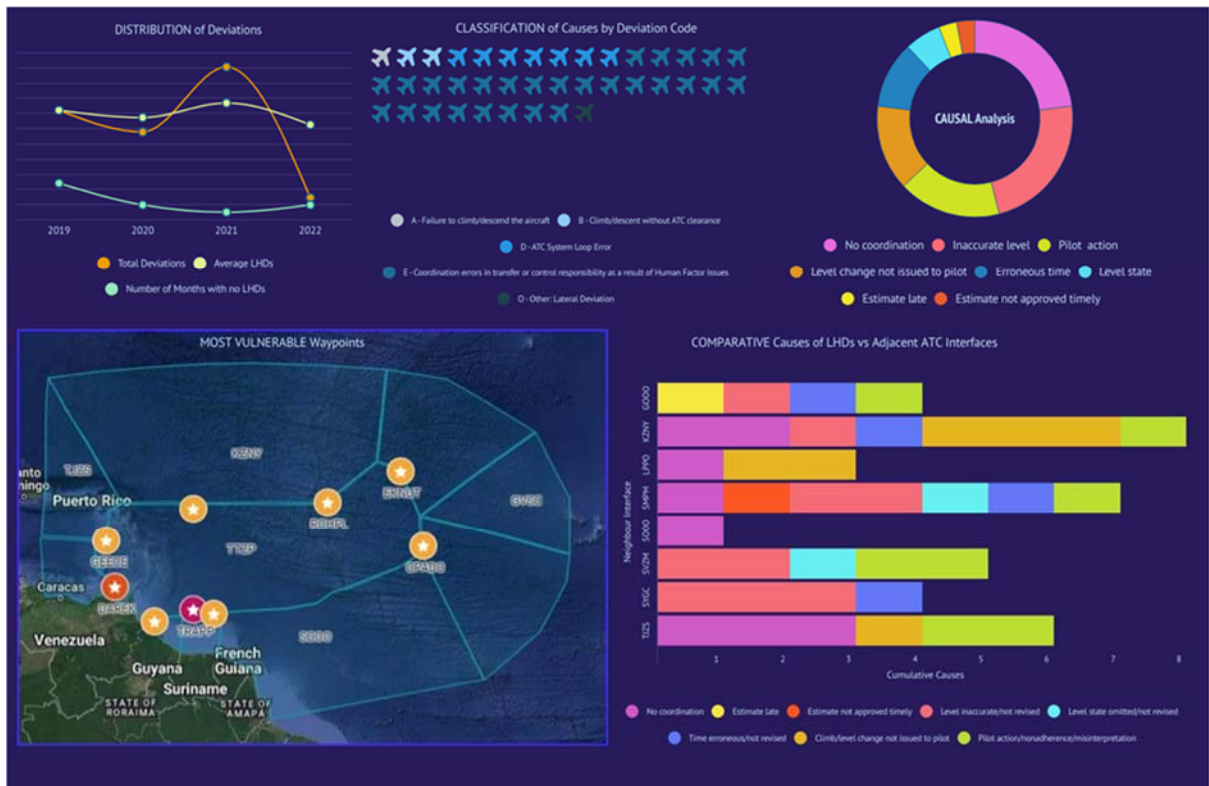 DISTRIBUTION of Deviations
2019
2020
2021
2022
Total Deviations
Average LHDs
Number of Months with no LHDs
CLASSIFICATION of Causes by Deviation Code
A - Failure to climb/descend the aircraft
B - Climb/descent without ATC clearance
D - ATC System Loop Error
E - Coordination errors in transfer or control responsibility as a result of Human Factor Issues
O - Other: Lateral Deviation
CAUSAL Analysis
No coordination
Inaccurate level
Pilot action
Level change not issued to pilot
Erroneous time
Level state
Estimate late
Estimate not approved timely
MOST VULNERABLE Waypoints
KZNY
TJZS
anto
mingo
Puerto Rico
EKNUT
GVSC
ROHPL
TTZP
GEECE
ORADO
Caracas
DAREK
TRAPP
SOOO
Venezuela
French
Guiana
Guyana
Suriname
STATE OF
RORAIMA
STATE OF
AMAPÁ
COMPARATIVE Causes of LHDs vs Adjacent ATC Interfaces
Neighbour Interface
GOOO
KZNY
LPPO
SMPM
SOOO
SVZM
SYGC
TJZS
1
2
3
4
5
6
7
8
Cumulative Causes
No coordination
Estimate late
Estimate not approved timely
Level inaccurate/not revised
Level state omitted/not revised
Time erroneous/not revised
Climb/level change not issued to pilot
Pilot action/nonadherence/misinterpretation